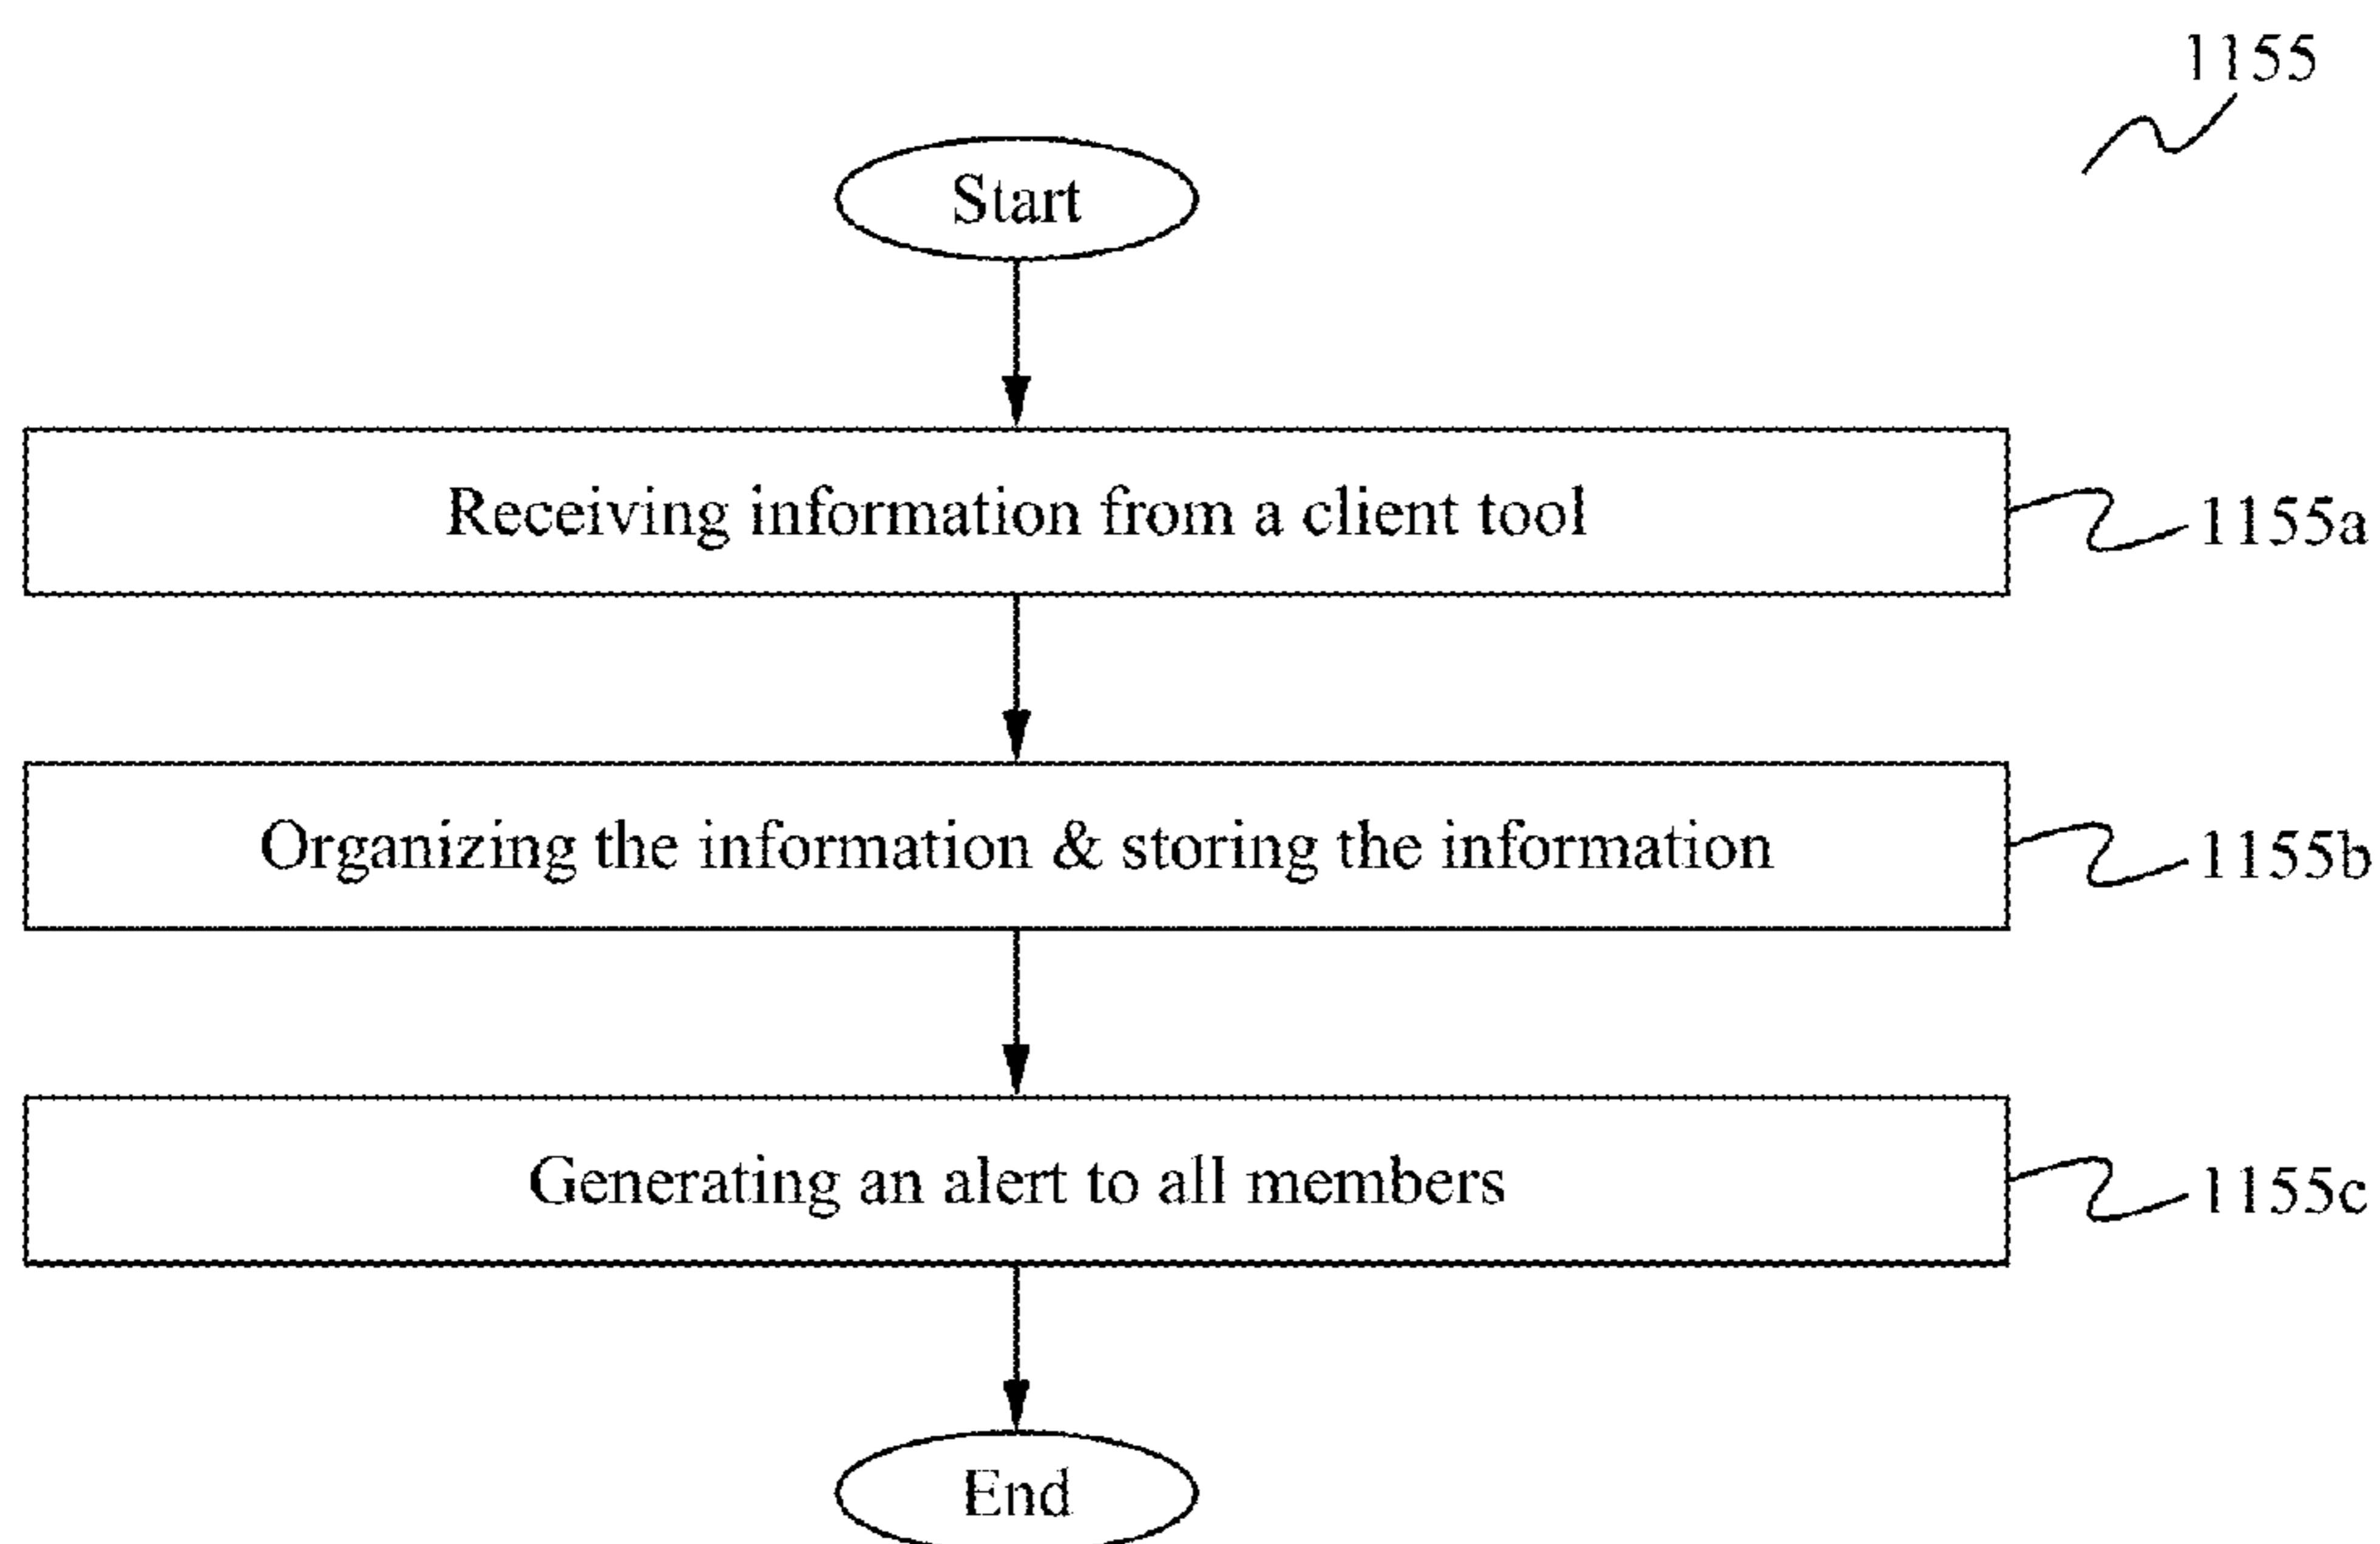 1155
Start
Receiving information from a client tool
1155a
Organizing the information & storing the information
1155b
Generating an alert to all members
1155c
End